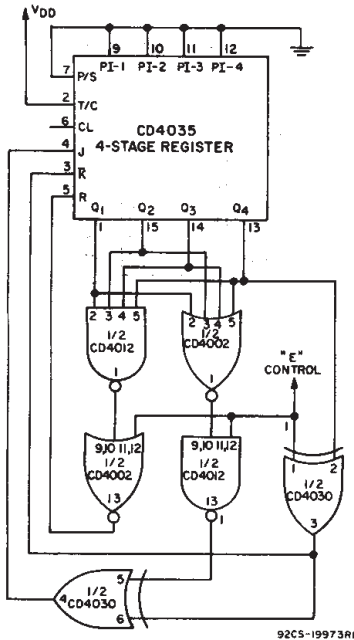 VDD
9 10 11 12
PI-1 PI-2 PI-3 PI-4
7 P/S
2 T/C
6 CL
4 J
3 K
5 R
CD4035
4-STAGE REGISTER
Q1 Q2 Q3 Q4
1 15 14 13
2 3 4 5
1/2
CD4012
1
2 3 4 5
1/2
CD4002
1
"E"
CONTROL
1
9,10 11,12
1/2
CD4002
13
9,10 11,12
1/2
CD4012
13
1
1 2
1/2
CD4030
3
4
1/2
CD4030
5
6
92CS-19973RI